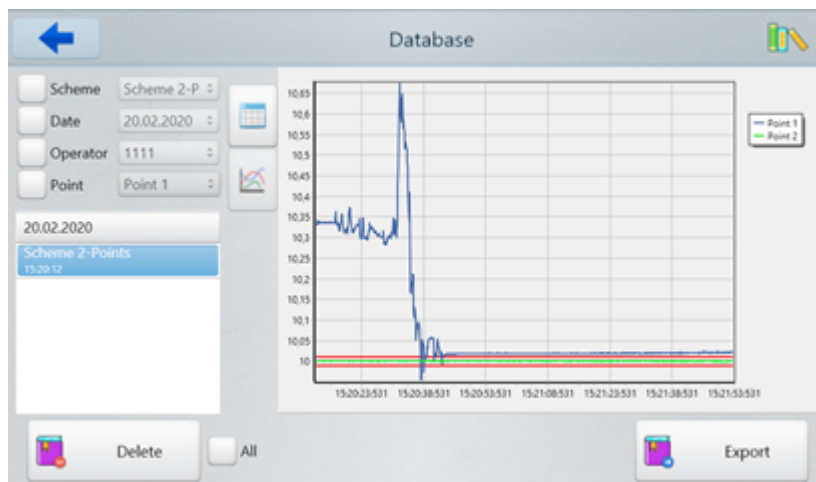 Database
Scheme Scheme 2-P
Date 20.02.2020
Operator 1111
Point Point 1
20.02.2020
Scheme 2-Points
15:20:12
10,65
10,6
10,55
10,5
10,45
10,4
10,35
10,3
10,25
10,2
10,15
10,1
10,05
10
15:20:23:531 15:20:38:531 15:20:53:531 15:21:08:531 15:21:23:531 15:21:38:531 15:21:53:531
Point 1
Point 2
Delete All Export